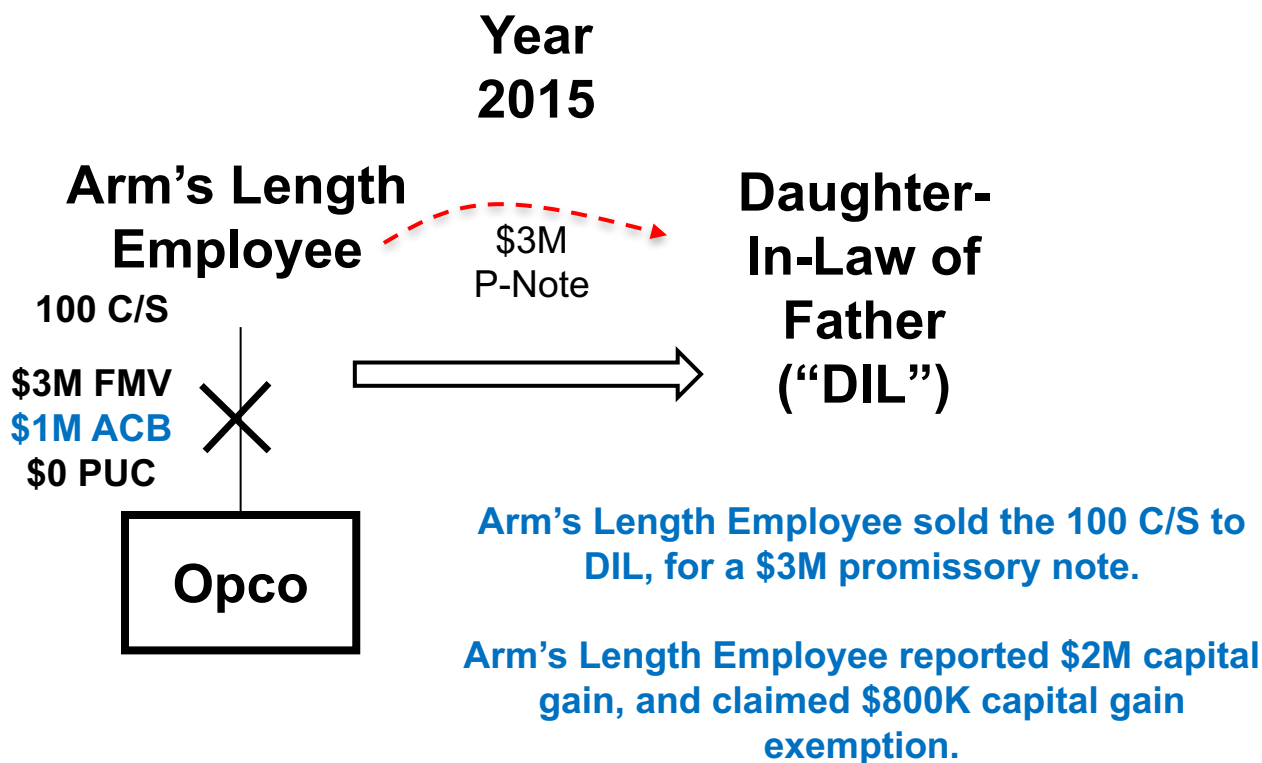 Year
2015
Arm's Length
Employee
$3M
P-Note
Daughter-
In-Law of
Father
("DIL")
100 C/S
$3M FMV
$1M ACB
$0 PUC
Opco
Arm's Length Employee sold the 100 C/S to
DIL, for a $3M promissory note.
Arm's Length Employee reported $2M capital
gain, and claimed $800K capital gain
exemption.